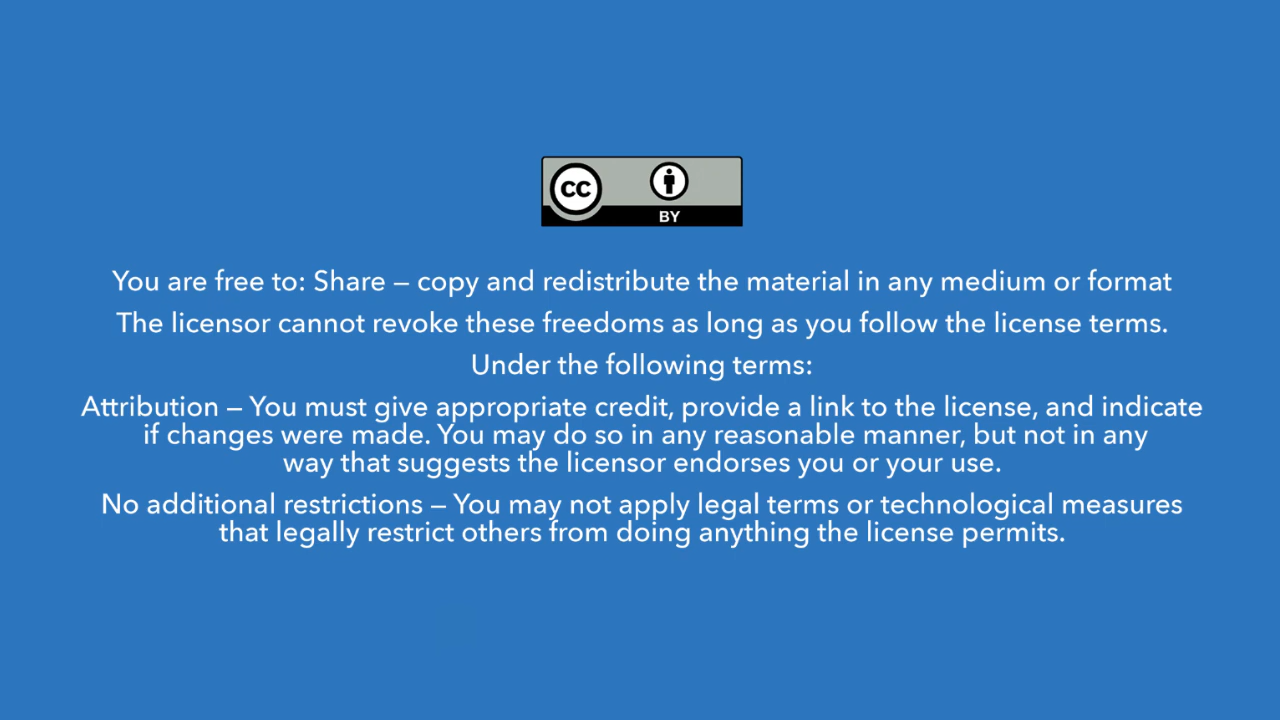 CC
BY
You are free to: Share – copy and redistribute the material in any medium or format
The licensor cannot revoke these freedoms as long as you follow the license terms.
Under the following terms:
Attribution – You must give appropriate credit, provide a link to the license, and indicate
if changes were made. You may do so in any reasonable manner, but not in any
way that suggests the licensor endorses you or your use.
No additional restrictions – You may not apply legal terms or technological measures
that legally restrict others from doing anything the license permits.